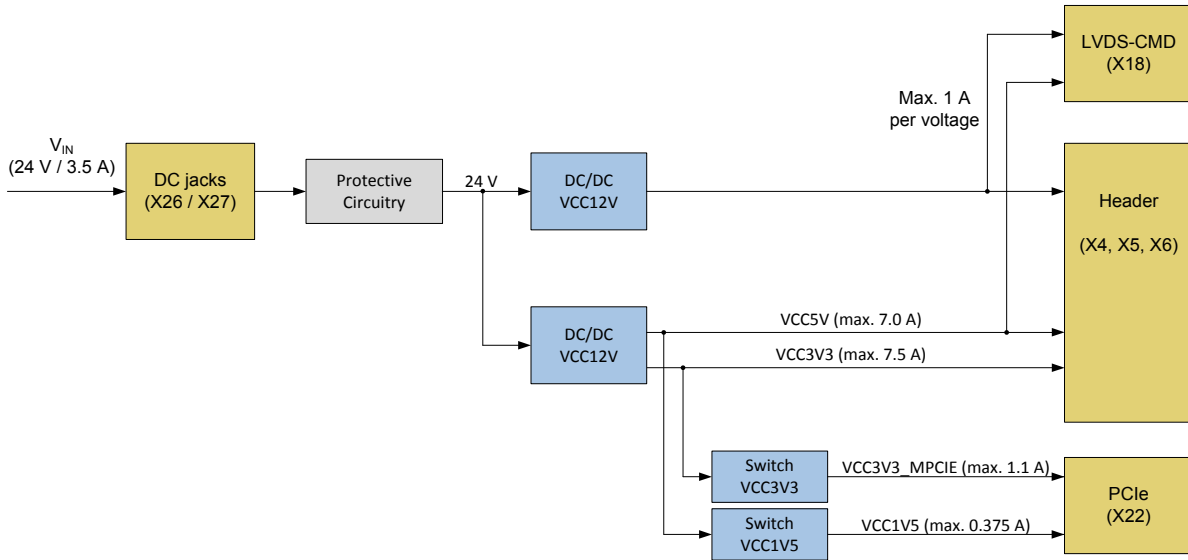 LVDS-CMD
(X18)
Max. 1 A
per voltage
VIN
(24 V / 3.5 A)
DC jacks
(X26 / X27)
Protective
Circuitry
24 V
DC/DC
VCC12V
Header
(X4, X5, X6)
DC/DC
VCC12V
VCC5V (max. 7.0 A)
VCC3V3 (max. 7.5 A)
Switch
VCC3V3
VCC3V3_MPCIE (max. 1.1 A)
PCIe
(X22)
Switch
VCC1V5
VCC1V5 (max. 0.375 A)